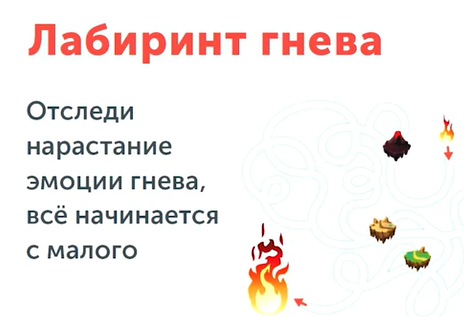 Лабиринт гнева
Отследи
нарастание
эмоции гнева,
всё начинается
с малого